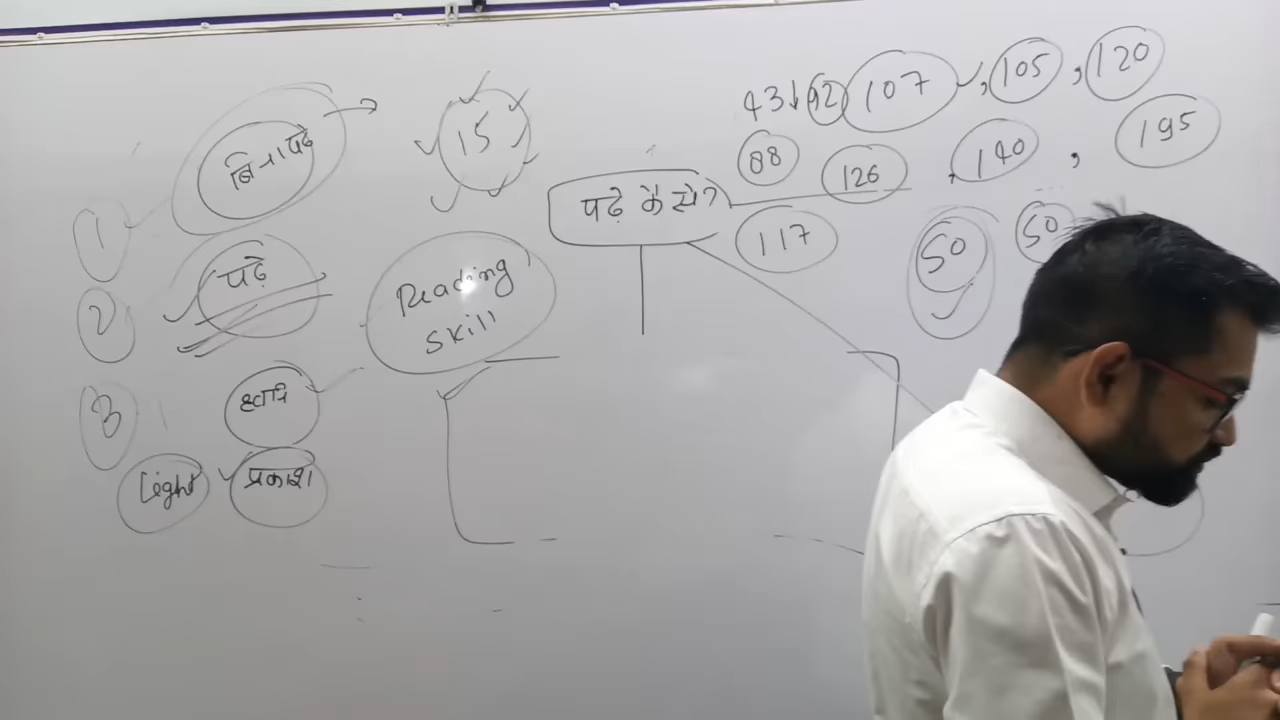 1 बिना पढे → 15
2 पढे
Reading
skill
3 ध्वनि
Light प्रकाश
पढे कैसे?
43↓ 92 107, 105, 120
88 126, 140, 195
117 50 50